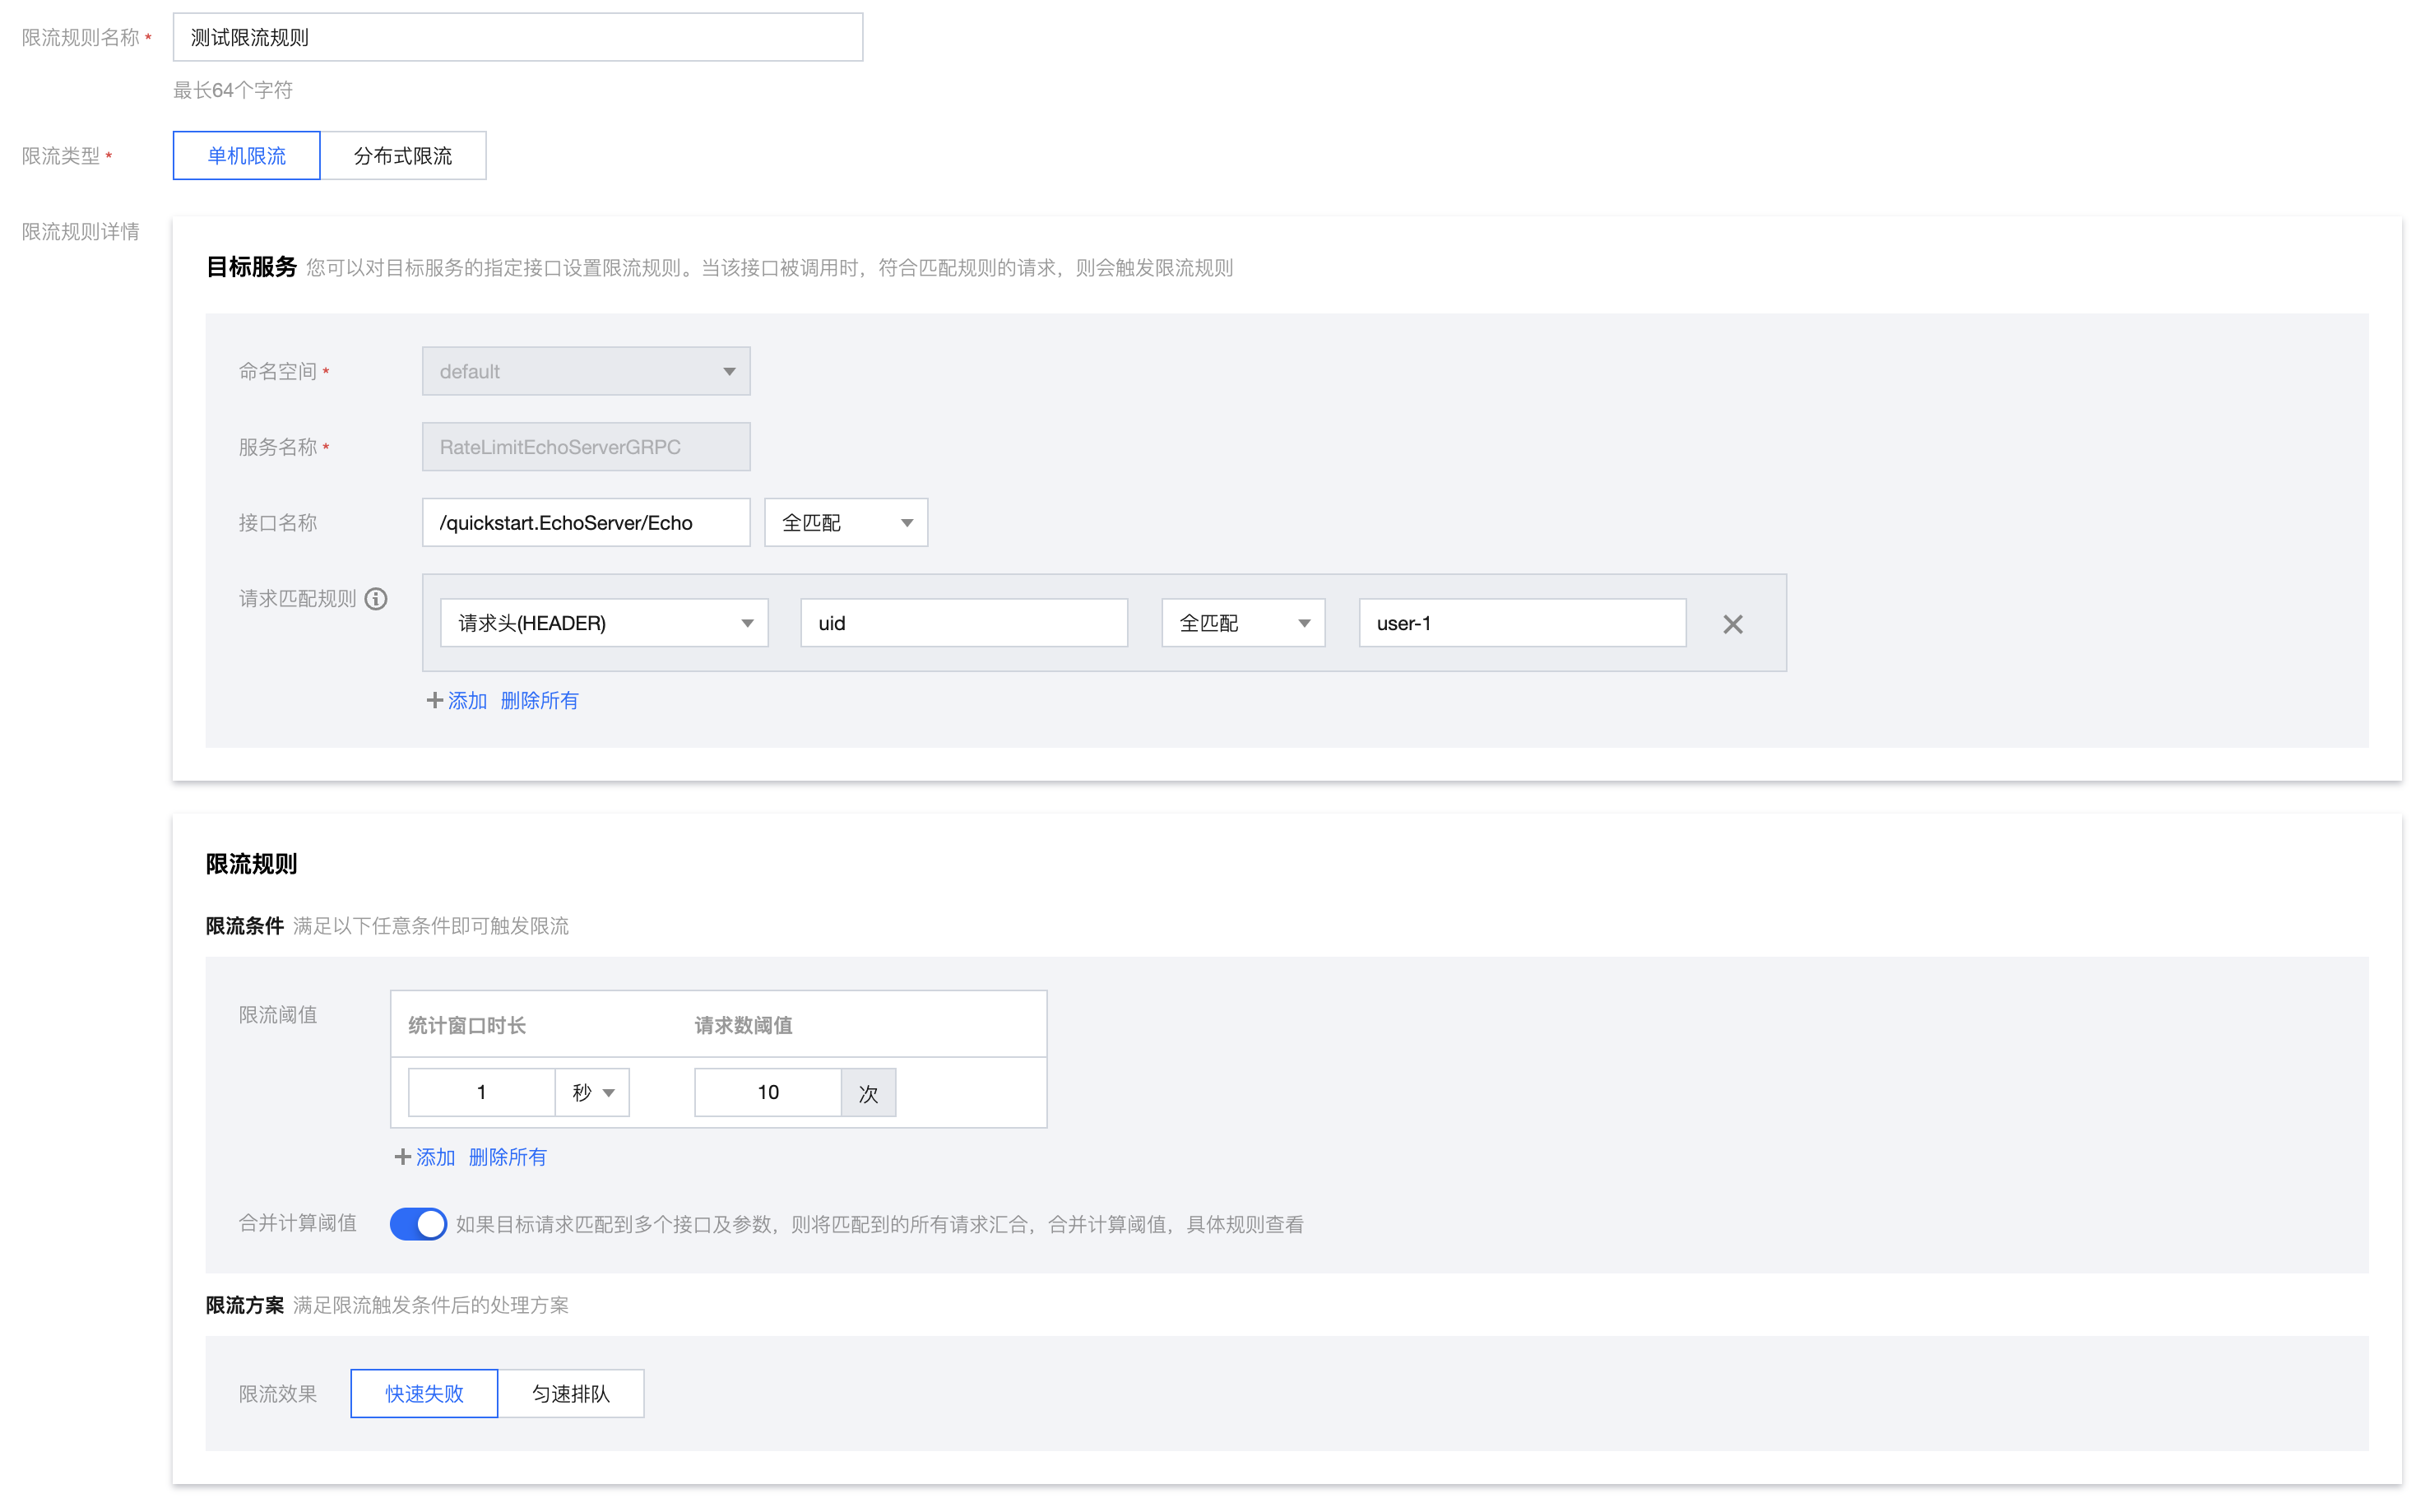 限流规则名称 * 测试限流规则
最长64个字符
限流类型 * 单机限流 分布式限流
限流规则详情
目标服务 您可以对目标服务的指定接口设置限流规则。当该接口被调用时，符合匹配规则的请求，则会触发限流规则
命名空间 * default
服务名称 * RateLimitEchoServerGRPC
接口名称 /quickstart.EchoServer/Echo 全匹配
请求匹配规则 请求头(HEADER) uid 全匹配 user-1
添加 删除所有
限流规则
限流条件 满足以下任意条件即可触发限流
限流阈值 统计窗口时长 请求数阈值
1 秒 10 次
添加 删除所有
合并计算阈值 如果目标请求匹配到多个接口及参数，则将匹配到的所有请求汇合，合并计算阈值，具体规则查看
限流方案 满足限流触发条件后的处理方案
限流效果 快速失败 匀速排队